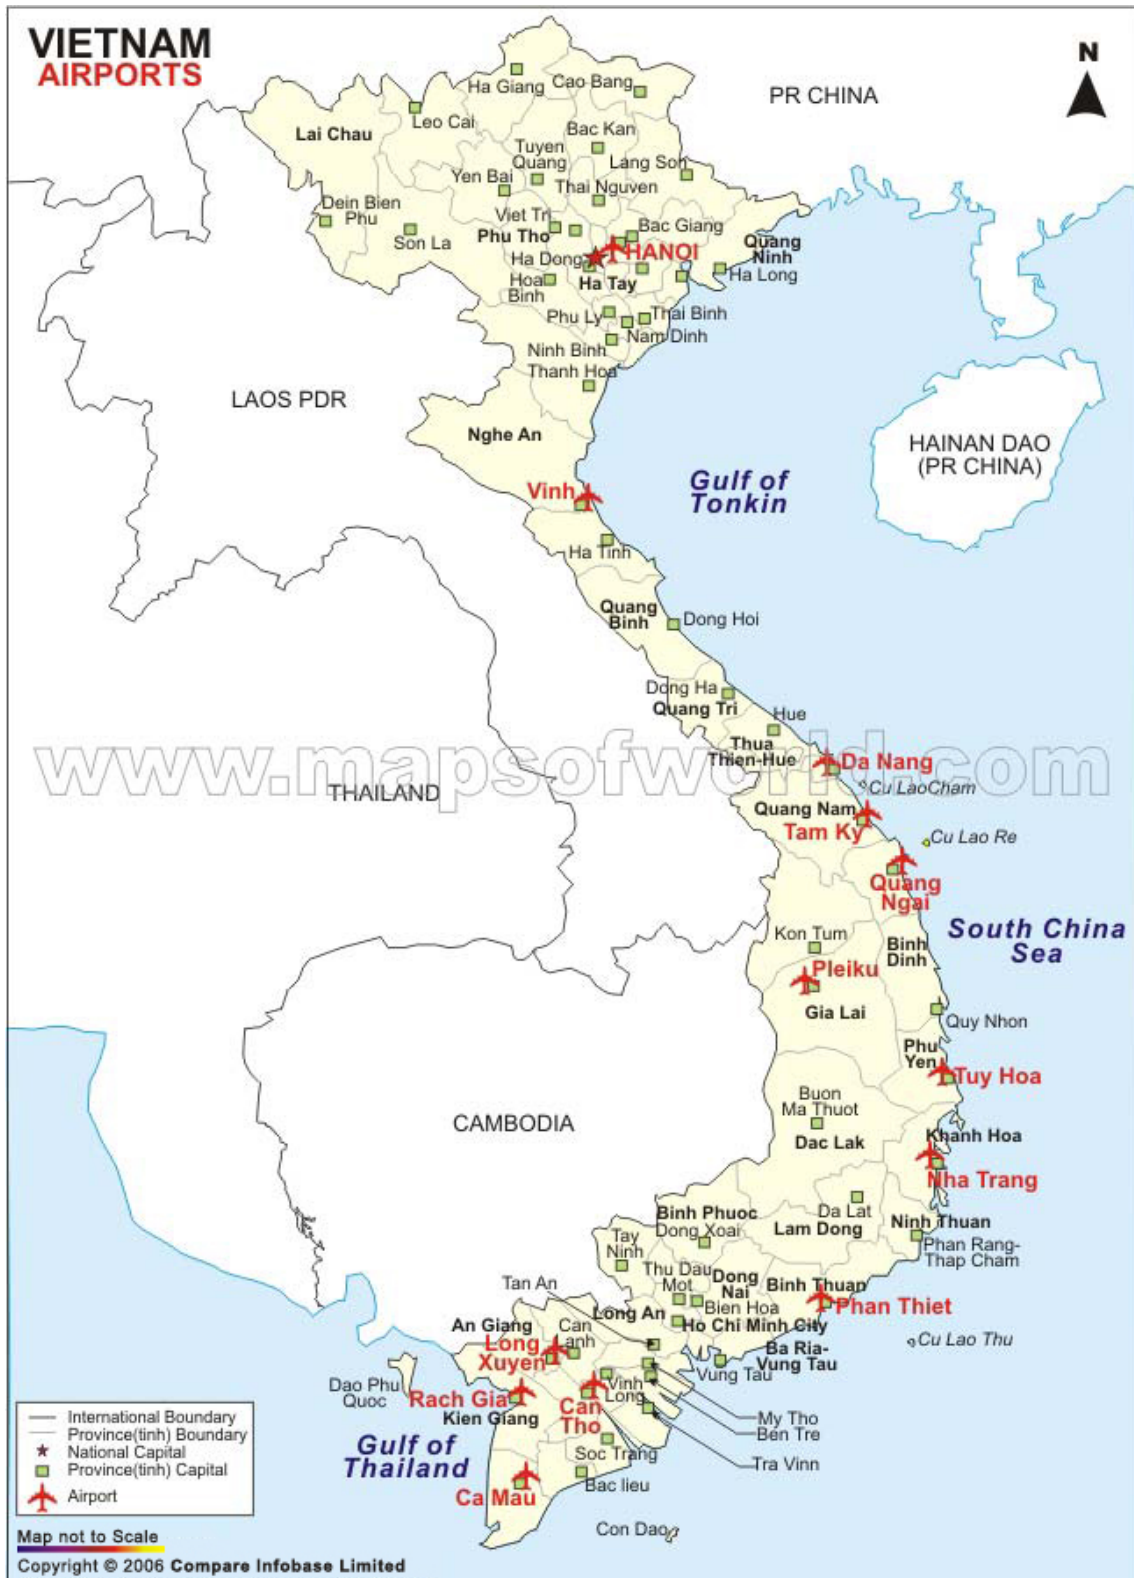 VIETNAM
AIRPORTS
N
PR CHINA
Ha Giang
Cao Bang
Lai Chau
Leo Cai
Bac Kan
Tuyen
Quang
Lang Son
Yen Bai
Thai Nguyen
Dein Bien
Phu
Viet Tri
Son La
Phu Tho
Bac Giang
HANOI
Quang
Ninh
Ha Dong
Ha Long
Hoa
Binh
Ha Tay
Phu Ly
Thai Binh
Nam Dinh
Ninh Binh
Thanh Hoa
LAOS PDR
Nghe An
HAINAN DAO
(PR CHINA)
Gulf of
Tonkin
Vinh
Ha Tinh
Quang
Binh
Dong Hoi
Dong Ha
Quang Tri
Hue
Thua
Thien-Hue
www.mapsofworld.com
Da Nang
Cu LaoCham
THAILAND
Quang Nam
Tam Ky
Cu Lao Re
Quang
Ngai
South China
Sea
Kon Tum
Binh
Dinh
Pleiku
Gia Lai
Quy Nhon
Phu
Yen
Tuy Hoa
Buon
Ma Thuot
CAMBODIA
Dac Lak
Khanh Hoa
Nha Trang
Da Lat
Binh Phuoc
Dong Xoai
Lam Dong
Ninh Thuan
Tay
Ninh
Phan Rang-
Thap Cham
Thu Dau
Mot
Dong
Nai
Tan An
Binh Thuan
Phan Thiet
Bien Hoa
Long An
Ho Chi Minh City
An Giang
Can
Lanh
Long
Xuyen
Ba Ria-
Vung Tau
Cu Lao Thu
Vung Tau
Dao Phu
Quoc
Rach Gia
Kien Giang
Can
Tho
Vinh
Long
My Tho
Ben Tre
Tra Vinn
Gulf of
Thailand
Soc Trang
Bac lieu
Ca Mau
Con Dao
International Boundary
Province(tinh) Boundary
National Capital
Province(tinh) Capital
Airport
Map not to Scale
Copyright © 2006 Compare Infobase Limited